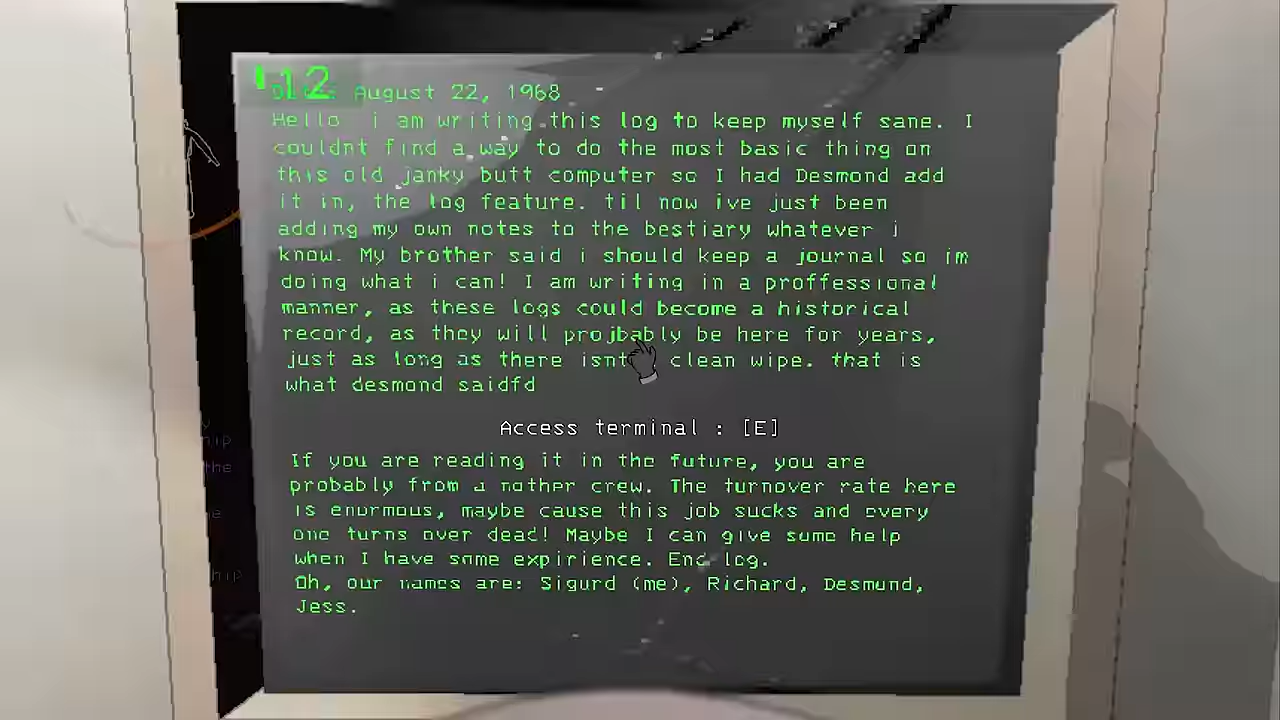 12
Date: August 22, 1968
Hello  i am writing this log to keep myself sane. I
couldnt find a way to do the most basic thing on
this old janky butt computer so I had Desmond add
it in, the log feature. til now ive just been
adding my own notes to the bestiary whatever i
know. My brother said i should keep a journal so im
doing what i can! I am writing in a proffessional
manner, as these logs could become a historical
record, as they will projbably be here for years,
just as long as there isnt clean wipe. that is
what desmond saidfd
Access terminal : [E]
If you are reading it in the future, you are
probably from a nother crew. The turnover rate here
is enormous, maybe cause this job sucks and every
one turns over dead! Maybe I can give some help
when I have some expirience. End log.
Oh, our names are: Sigurd (me), Richard, Desmund,
Jess.